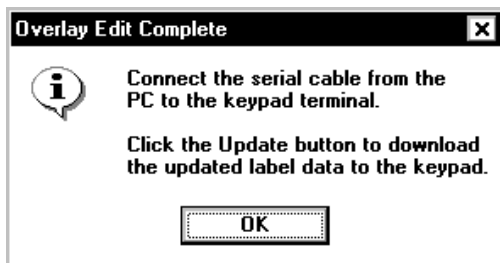 Overlay Edit Complete
Connect the serial cable from the
PC to the keypad terminal.
Click the Update button to download
the updated label data to the keypad.
OK